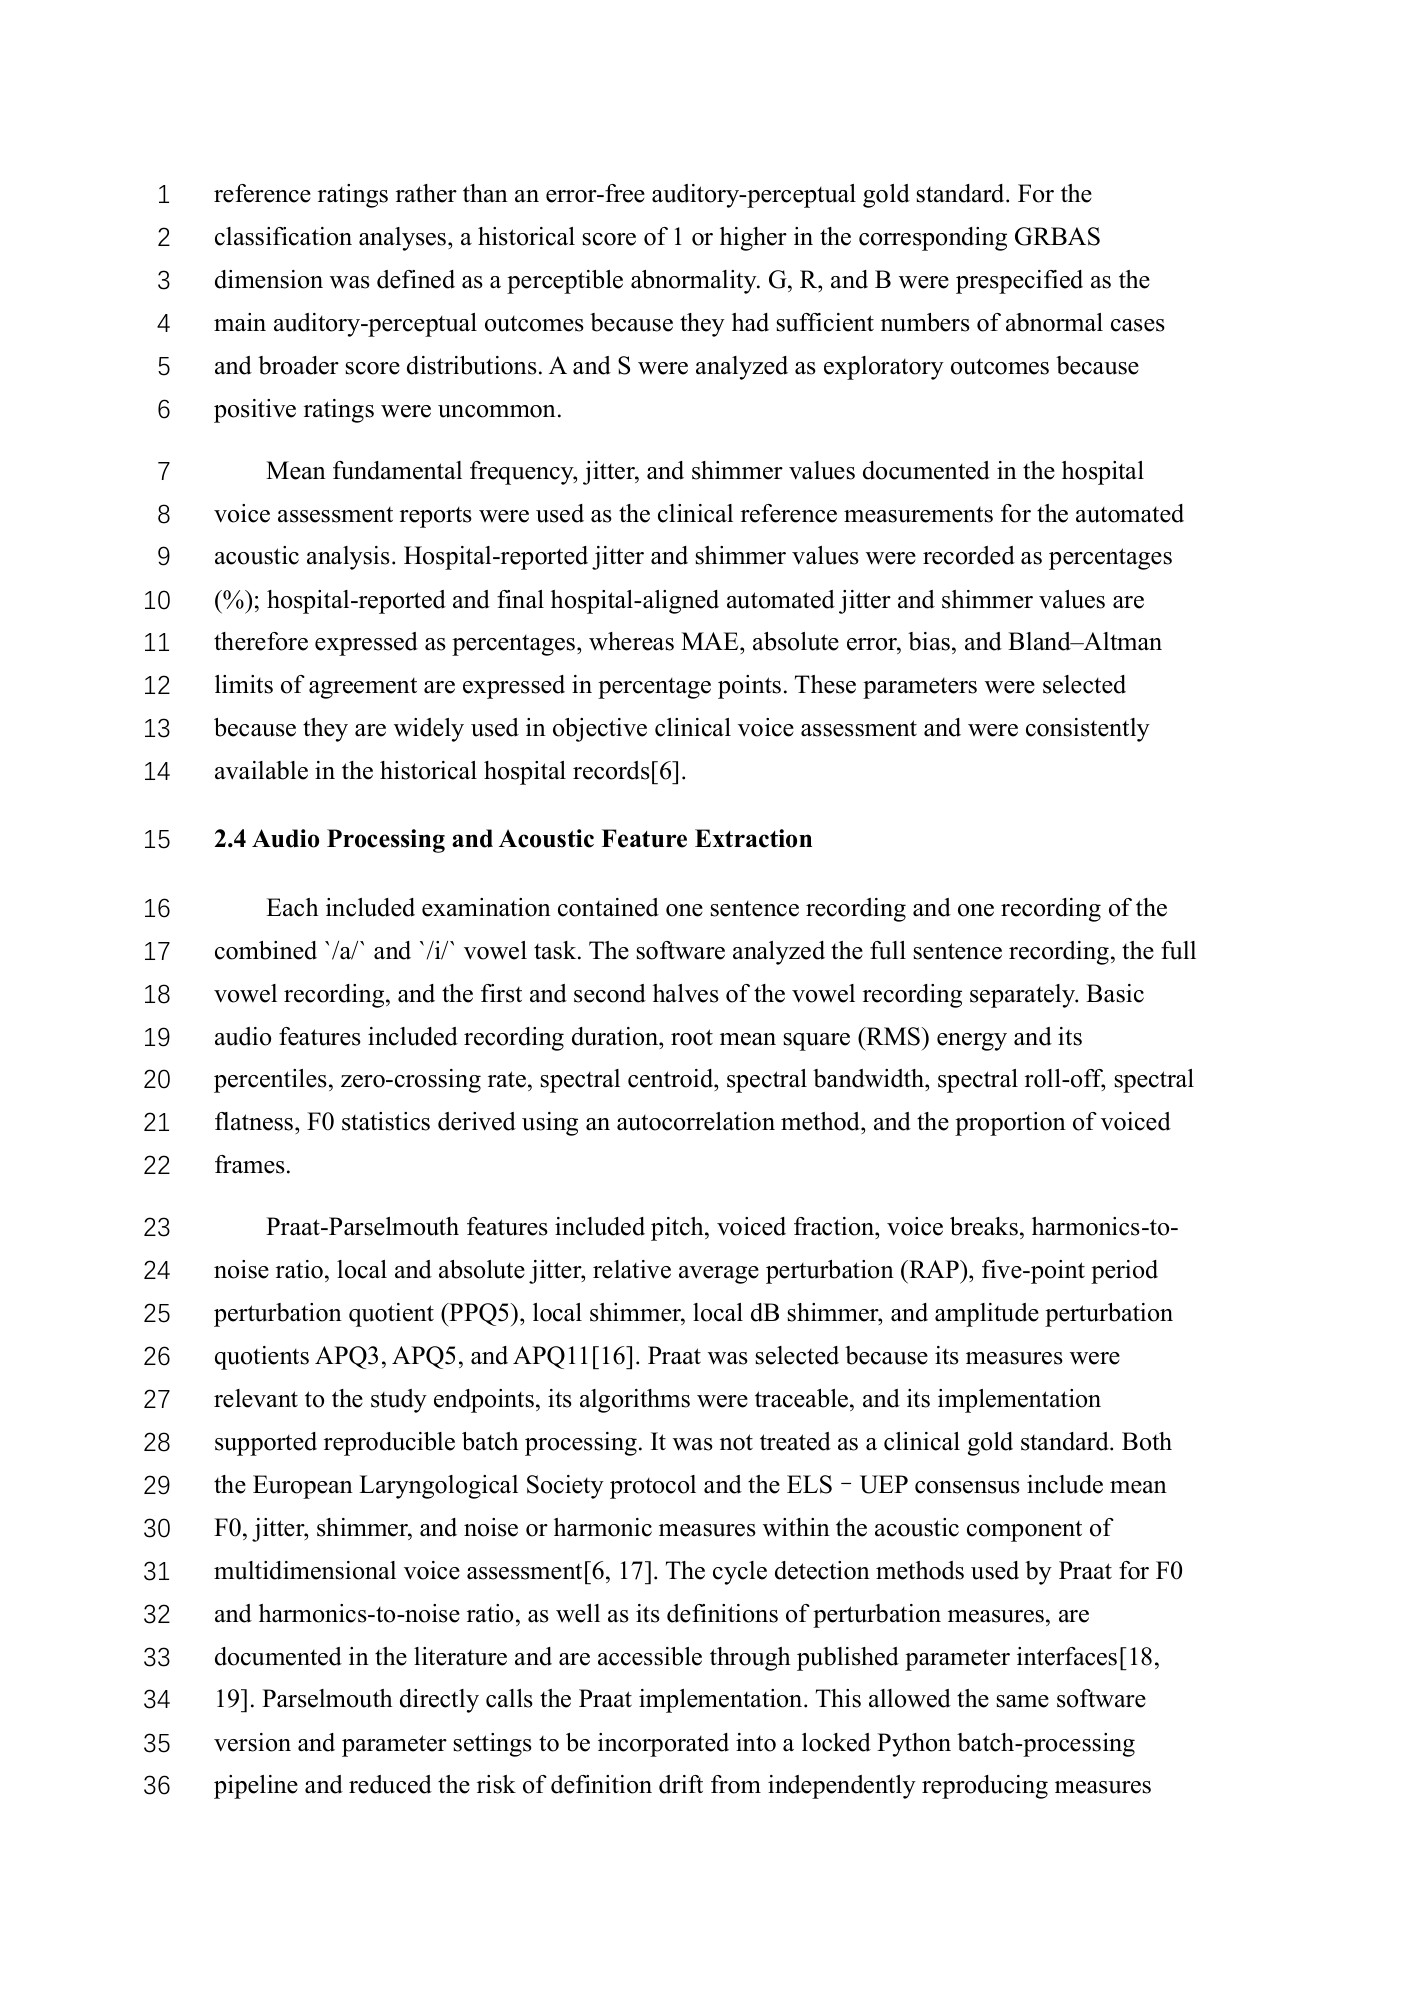 1 reference ratings rather than an error-free auditory-perceptual gold standard. For the
2 classification analyses, a historical score of 1 or higher in the corresponding GRBAS
3 dimension was defined as a perceptible abnormality. G, R, and B were prespecified as the
4 main auditory-perceptual outcomes because they had sufficient numbers of abnormal cases
5 and broader score distributions. A and S were analyzed as exploratory outcomes because
6 positive ratings were uncommon.
7 Mean fundamental frequency, jitter, and shimmer values documented in the hospital
8 voice assessment reports were used as the clinical reference measurements for the automated
9 acoustic analysis. Hospital-reported jitter and shimmer values were recorded as percentages
10 (%); hospital-reported and final hospital-aligned automated jitter and shimmer values are
11 therefore expressed as percentages, whereas MAE, absolute error, bias, and Bland–Altman
12 limits of agreement are expressed in percentage points. These parameters were selected
13 because they are widely used in objective clinical voice assessment and were consistently
14 available in the historical hospital records[6].
15 2.4 Audio Processing and Acoustic Feature Extraction
16 Each included examination contained one sentence recording and one recording of the
17 combined `/a/` and `/i/` vowel task. The software analyzed the full sentence recording, the full
18 vowel recording, and the first and second halves of the vowel recording separately. Basic
19 audio features included recording duration, root mean square (RMS) energy and its
20 percentiles, zero-crossing rate, spectral centroid, spectral bandwidth, spectral roll-off, spectral
21 flatness, F0 statistics derived using an autocorrelation method, and the proportion of voiced
22 frames.
23 Praat-Parselmouth features included pitch, voiced fraction, voice breaks, harmonics-to-
24 noise ratio, local and absolute jitter, relative average perturbation (RAP), five-point period
25 perturbation quotient (PPQ5), local shimmer, local dB shimmer, and amplitude perturbation
26 quotients APQ3, APQ5, and APQ11[16]. Praat was selected because its measures were
27 relevant to the study endpoints, its algorithms were traceable, and its implementation
28 supported reproducible batch processing. It was not treated as a clinical gold standard. Both
29 the European Laryngological Society protocol and the ELS – UEP consensus include mean
30 F0, jitter, shimmer, and noise or harmonic measures within the acoustic component of
31 multidimensional voice assessment[6, 17]. The cycle detection methods used by Praat for F0
32 and harmonics-to-noise ratio, as well as its definitions of perturbation measures, are
33 documented in the literature and are accessible through published parameter interfaces[18,
34 19]. Parselmouth directly calls the Praat implementation. This allowed the same software
35 version and parameter settings to be incorporated into a locked Python batch-processing
36 pipeline and reduced the risk of definition drift from independently reproducing measures